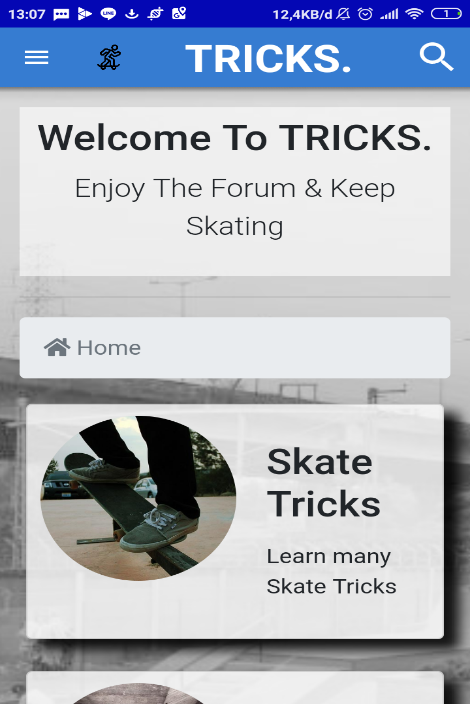 13:07 12,4KB/d 1
TRICKS.
Welcome To TRICKS.
Enjoy The Forum & Keep
Skating
Home
Skate
Tricks
Learn many
Skate Tricks